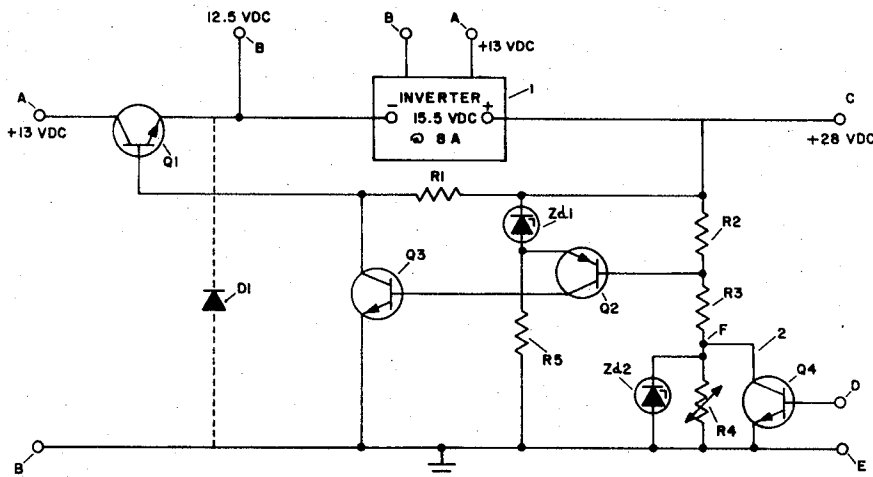 12.5 VDC
B
B
A
+13 VDC
1
A
+13 VDC
Q1
- INVERTER +
15.5 VDC
@ 8 A
C
+28 VDC
R1
Zd1
R2
Q3
Q2
D1
R3
R5
F
2
Zd2
Q4
R4
D
B
E